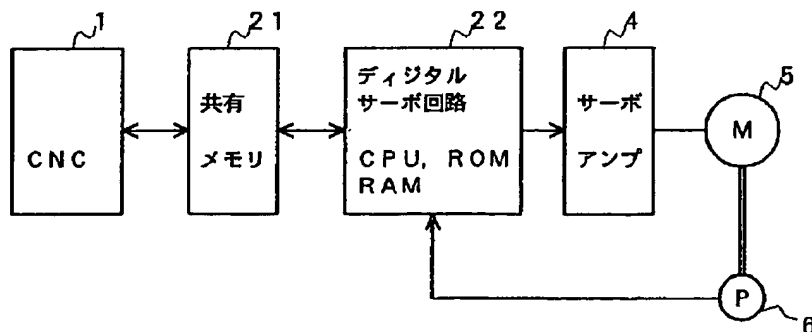 1
21
22
4
5
CNC
共有
メモリ
ディジタル
サーボ回路
CPU, ROM
RAM
サーボ
アンプ
M
P
6